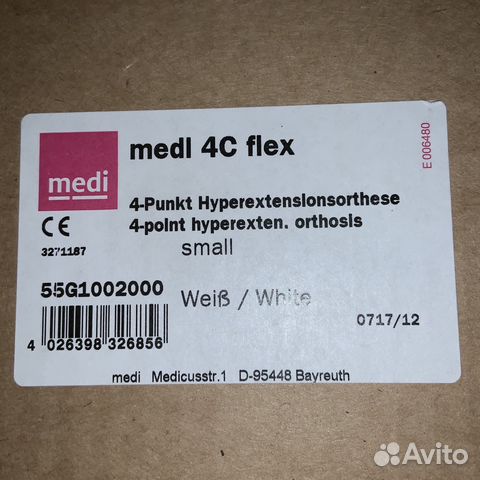 medi 4C flex
E 006480
medi
4-Punkt Hyperextensionsorthese
4-point hyperexten. orthosis
CE
small
3271187
55G1002000
Weiß / White
0717/12
4 026398 326856
medi Medicusstr.1 D-95448 Bayreuth
Avito